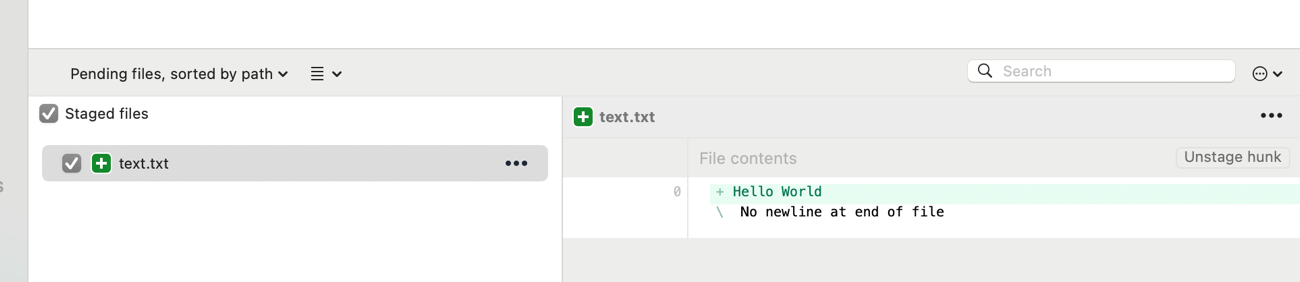 Pending files, sorted by path
Search
Staged files
text.txt
text.txt
File contents
Unstage hunk
0
+ Hello World
\ No newline at end of file